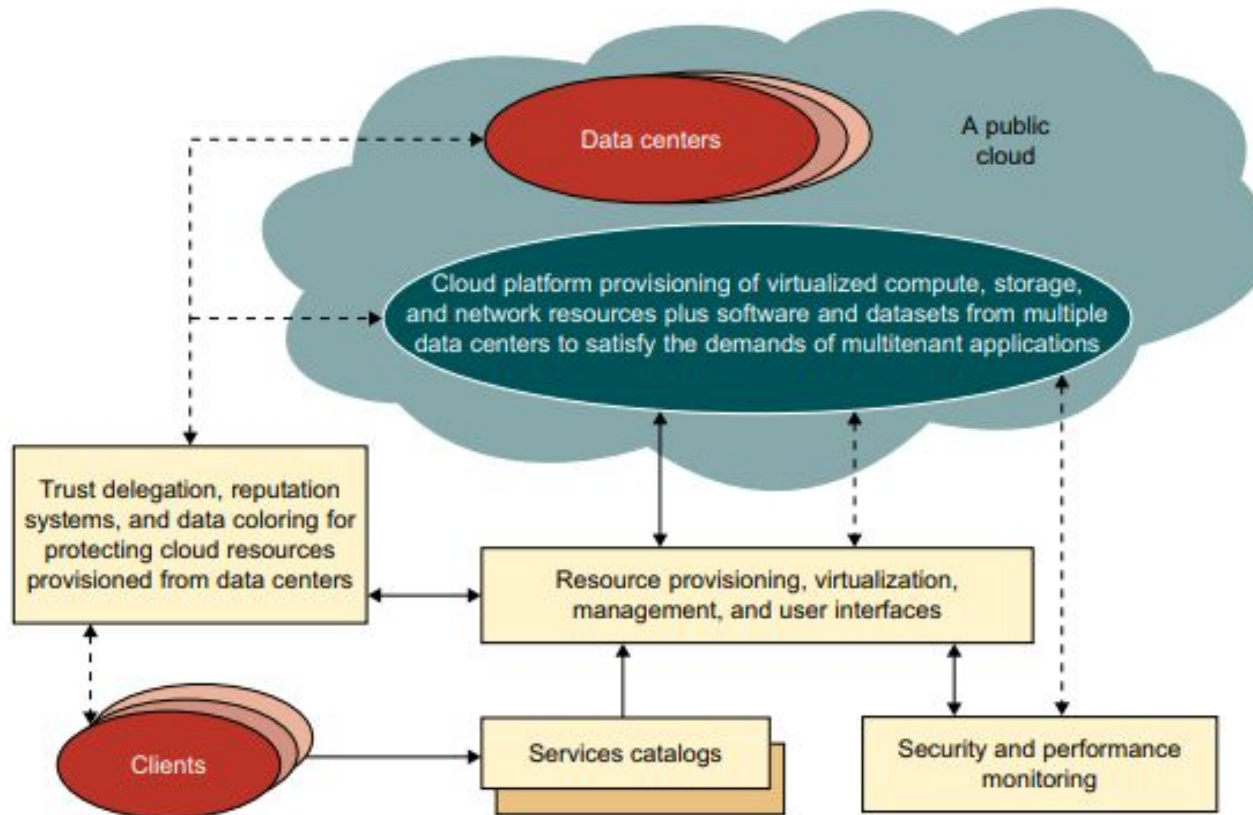 Data centers
A public
cloud
Cloud platform provisioning of virtualized compute, storage,
and network resources plus software and datasets from multiple
data centers to satisfy the demands of multitenant applications
Trust delegation, reputation
systems, and data coloring for
protecting cloud resources
provisioned from data centers
Resource provisioning, virtualization,
management, and user interfaces
Clients
Services catalogs
Security and performance
monitoring